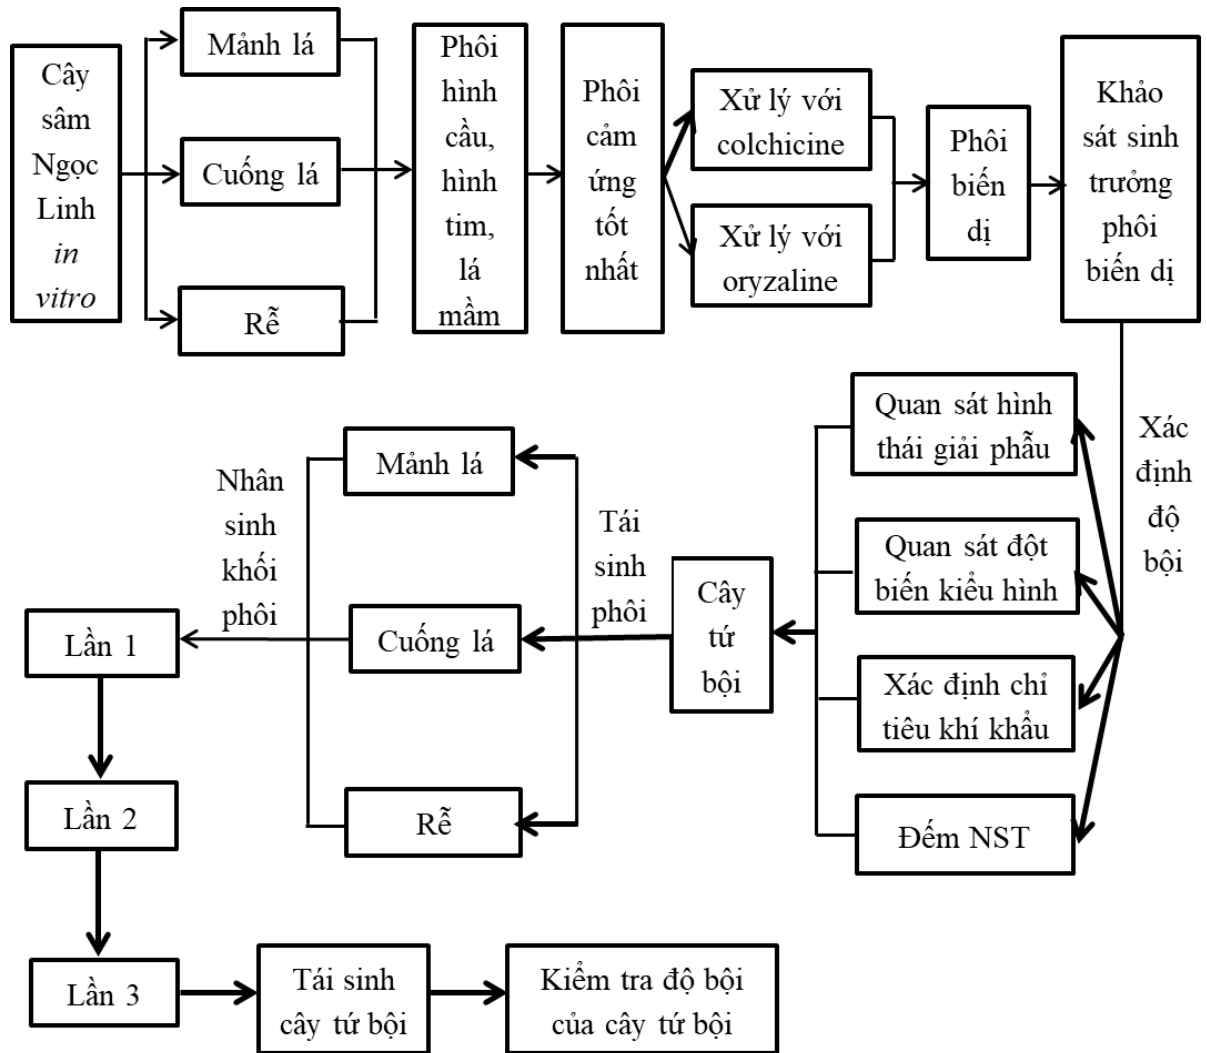 Cây
sâm
Ngọc
Linh
in
vitro
Mảnh lá
Cuống lá
Rễ
Phôi
hình
cầu,
hình
tim,
lá
mầm
Phôi
cảm
ứng
tốt
nhất
Xử lý với
colchicine
Xử lý với
oryzaline
Phôi
biến
dị
Khảo
sát sinh
trưởng
phôi
biến dị
Xác
định
độ
bội
Quan sát hình
thái giải phẫu
Quan sát đột
biến kiểu hình
Xác định chỉ
tiêu khí khẩu
Đếm NST
Cây
tứ
bội
Tái
sinh
phôi
Mảnh lá
Cuống lá
Rễ
Nhân
sinh
khối
phôi
Lần 1
Lần 2
Lần 3
Tái sinh
cây tứ bội
Kiểm tra độ bội
của cây tứ bội